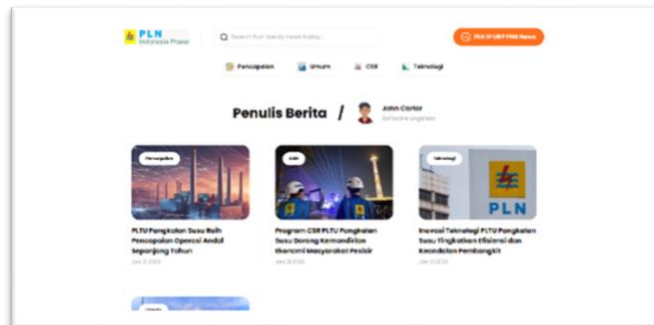 PLN
Indonesia Power
Pencapaian
Umum
CSR
Teknologi
Penulis Berita /
John Carter
Software Engineer
Pencapaian
CSR
Teknologi
PLN
PLTU Pangkalan Susu Raih
Pencapaian Operasi Andal
Sepanjang Tahun
Program CSR PLTU Pangkalan
Susu Dorong Kemandirian
Ekonomi Masyarakat Pesisir
Inovasi Teknologi PLTU Pangkalan
Susu Tingkatkan Efisiensi dan
Keandalan Pembangkit